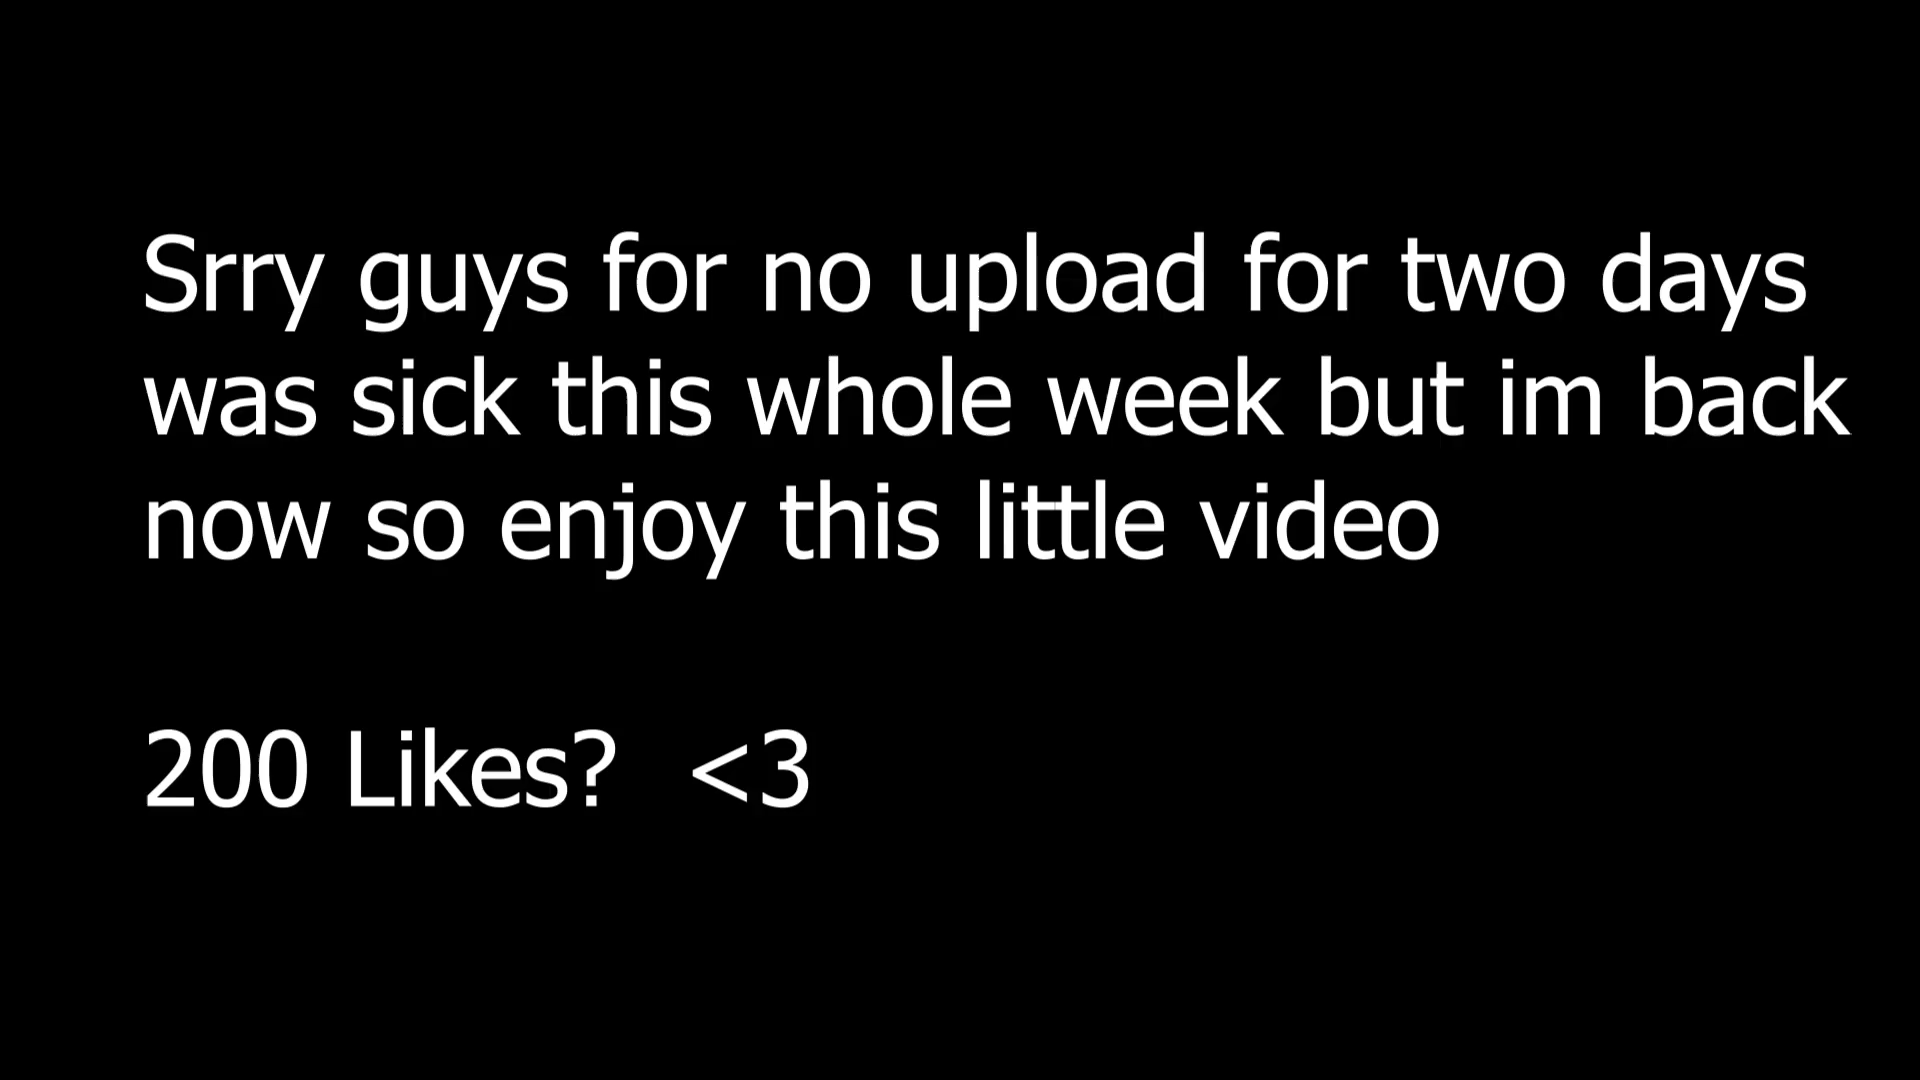 Srry guys for no upload for two days
was sick this whole week but im back
now so enjoy this little video
200 Likes?  <3